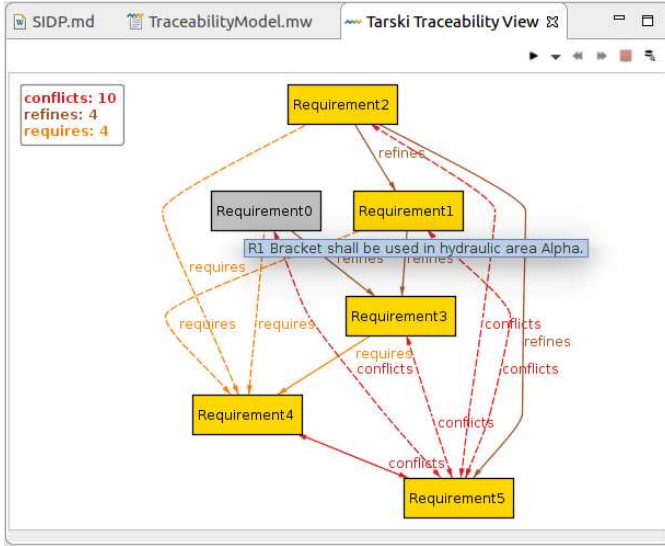 SIDP.md TraceabilityModel.mw Tarski Traceability View
conflicts: 10
refines: 4
requires: 4
Requirement2
refines
Requirement0 Requirement1
R1 Bracket shall be used in hydraulic area Alpha.
requires refines refines
requires requires conflicts
Requirement3
refines
requires
conflicts conflicts
Requirement4
conflicts
conflicts
Requirement5